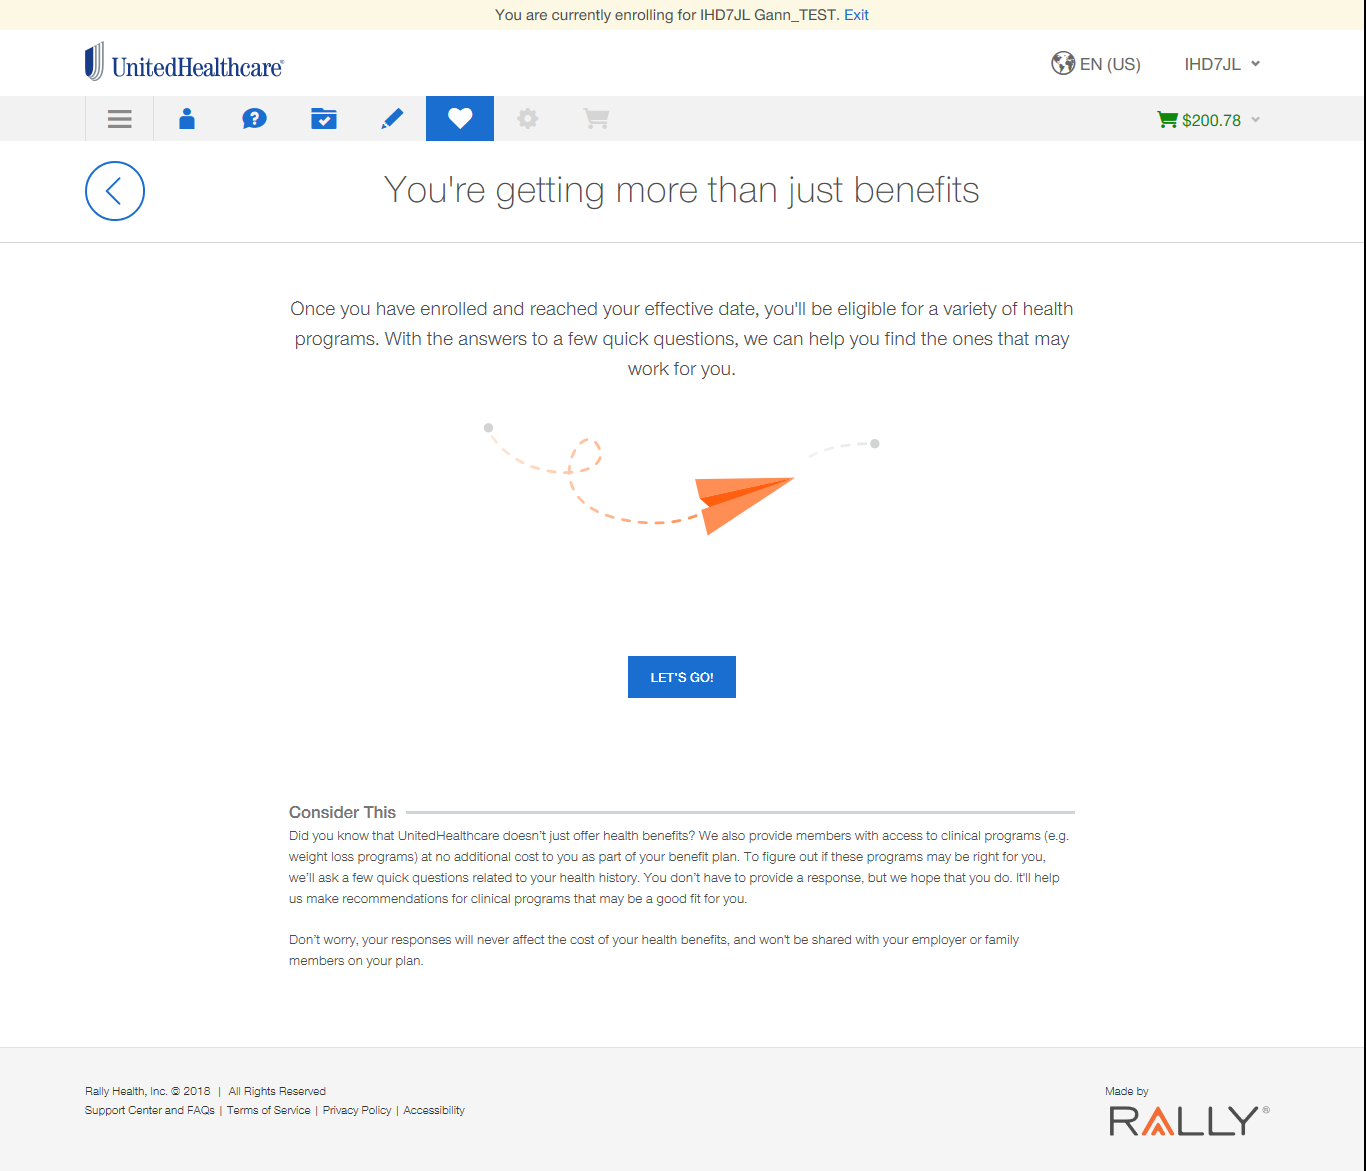 You are currently enrolling for IHD7JL Gann_TEST. Exit
UnitedHealthcare®
EN (US)
IHD7JL
$200.78
You're getting more than just benefits
Once you have enrolled and reached your effective date, you'll be eligible for a variety of health
programs. With the answers to a few quick questions, we can help you find the ones that may
work for you.
LET'S GO!
Consider This
Did you know that UnitedHealthcare doesn't just offer health benefits? We also provide members with access to clinical programs (e.g.
weight loss programs) at no additional cost to you as part of your benefit plan. To figure out if these programs may be right for you,
we'll ask a few quick questions related to your health history. You don't have to provide a response, but we hope that you do. It'll help
us make recommendations for clinical programs that may be a good fit for you.
Don't worry, your responses will never affect the cost of your health benefits, and won't be shared with your employer or family
members on your plan.
Rally Health, Inc. © 2018 | All Rights Reserved
Support Center and FAQs | Terms of Service | Privacy Policy | Accessibility
Made by
RALLY®